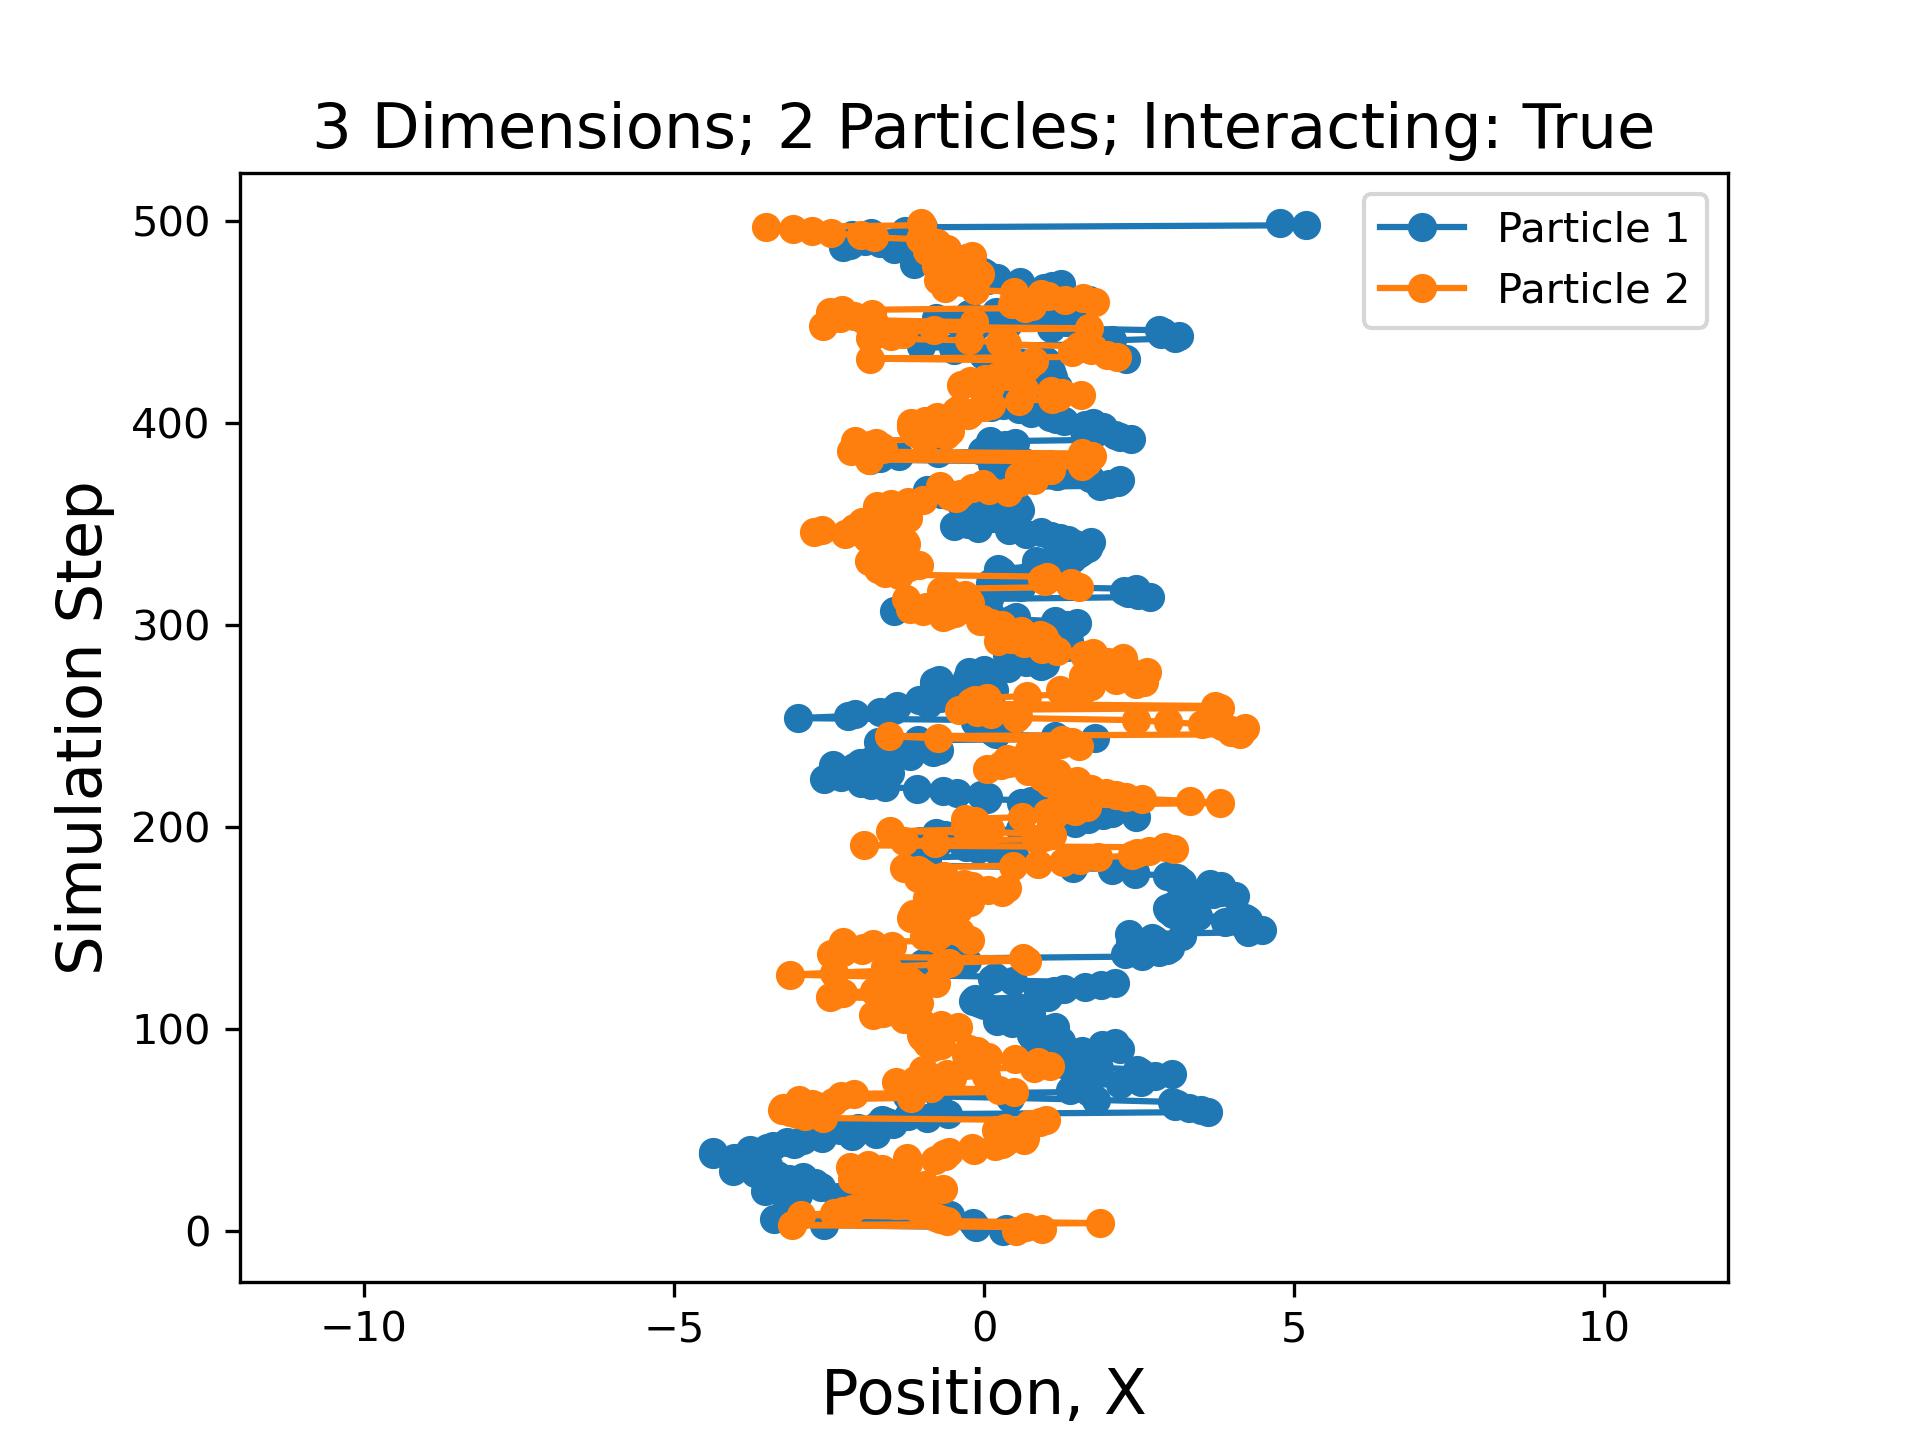 3 Dimensions; 2 Particles; Interacting: True
Particle 1
Particle 2
Simulation Step
500
400
300
200
100
0
−10
−5
0
5
10
Position, X